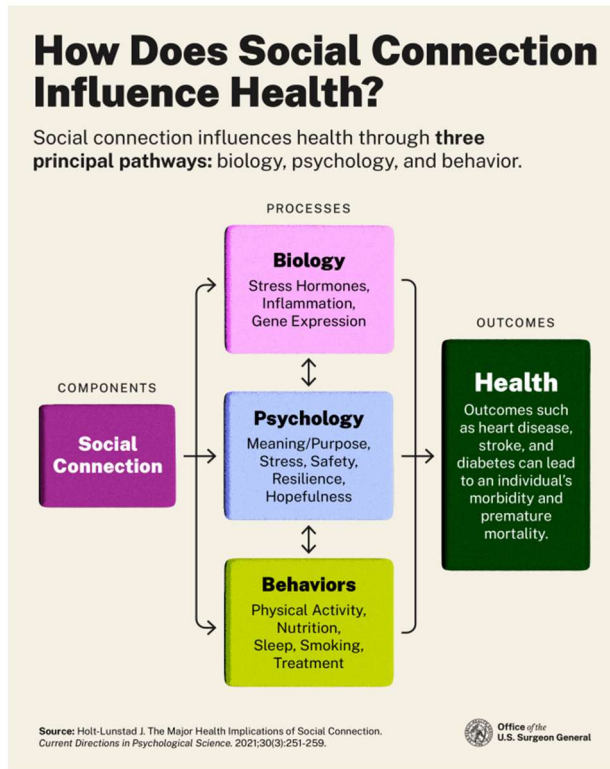 How Does Social Connection
Influence Health?
Social connection influences health through three
principal pathways: biology, psychology, and behavior.
PROCESSES
Biology
Stress Hormones,
Inflammation,
Gene Expression
OUTCOMES
Health
Outcomes such
as heart disease,
stroke, and
diabetes can lead
to an individual's
morbidity and
premature
mortality.
COMPONENTS
Social
Connection
Psychology
Meaning/Purpose,
Stress, Safety,
Resilience,
Hopefulness
Behaviors
Physical Activity,
Nutrition,
Sleep, Smoking,
Treatment
Source: Holt-Lunstad J. The Major Health Implications of Social Connection.
Current Directions in Psychological Science. 2021;30(3):251-259.
Office of the
U.S. Surgeon General